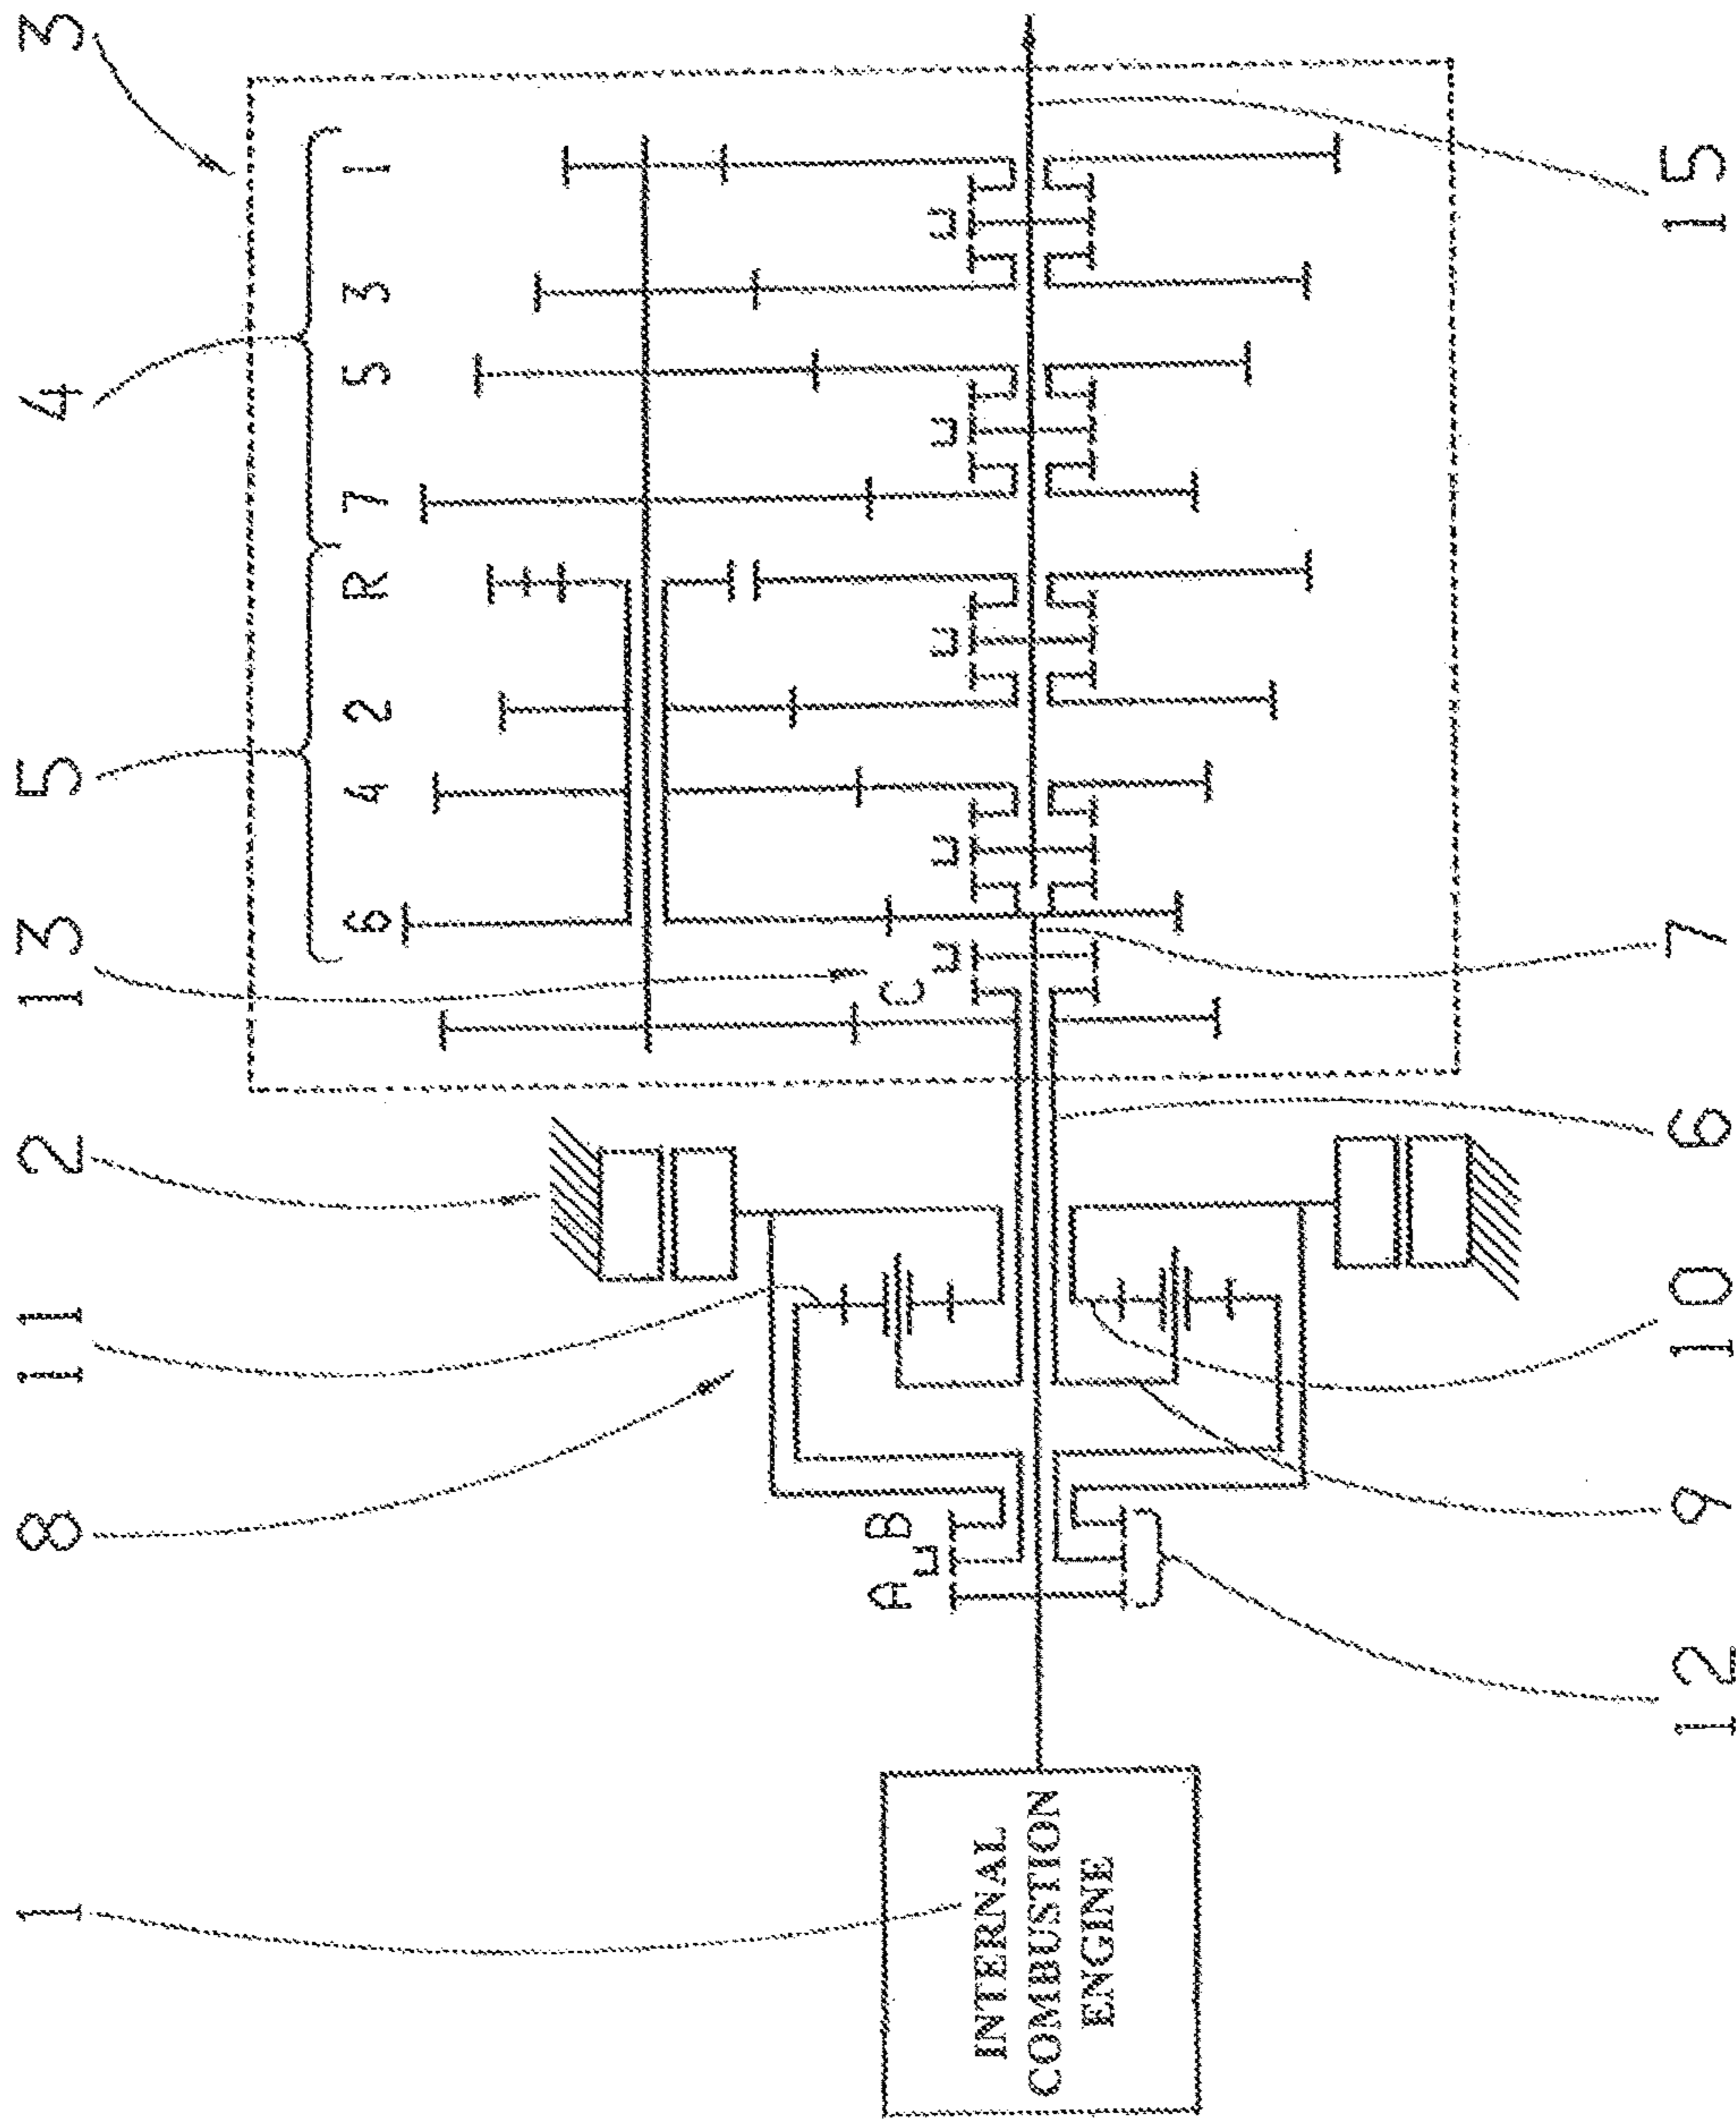 1 8 11 2 13 5 4 3
6 4 2 R 7 5 3 1
A B C
INTERNAL
COMBUSTION
ENGINE
12 9 10 6 7 15